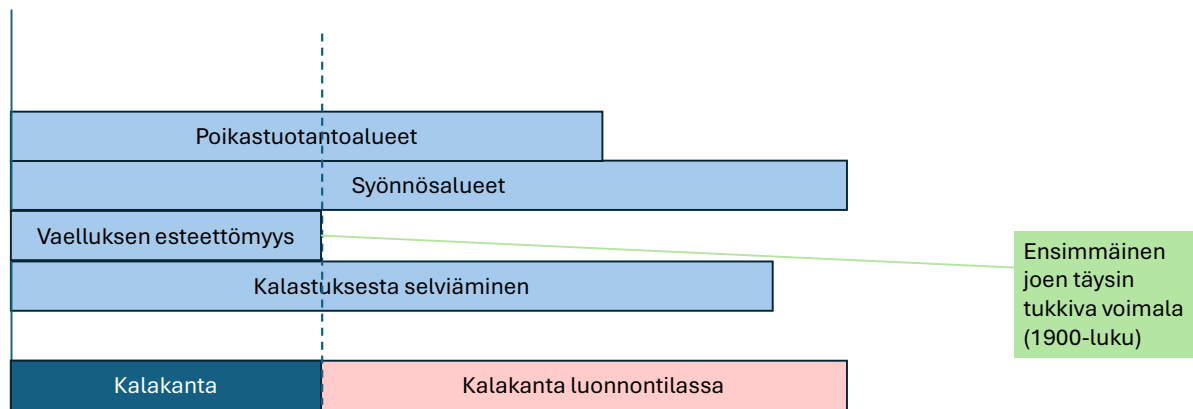 Poikastuotantoalueet
Syönnösalueet
Vaelluksen esteettömyys
Kalastuksesta selviäminen
Ensimmäinen
joen täysin
tukkiva voimala
(1900-luku)
Kalakanta
Kalakanta luonnontilassa